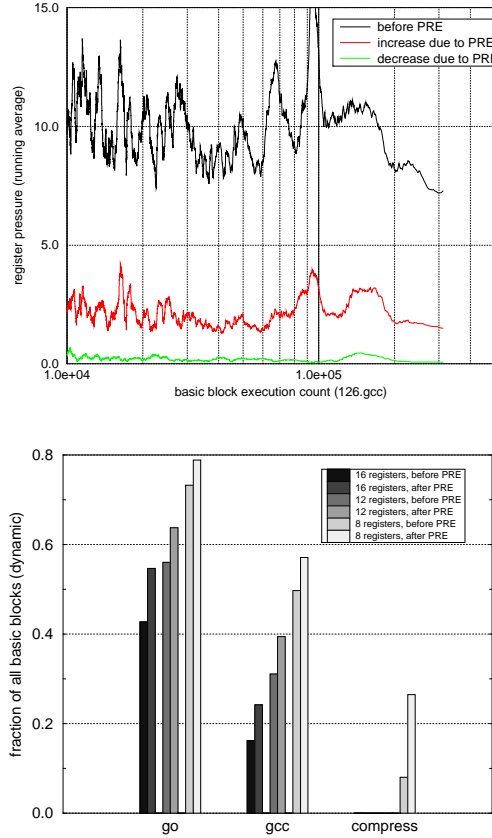 before PRE
increase due to PRE
decrease due to PRE
15.0
10.0
5.0
0.0
register pressure (running average)
1.0e+04
1.0e+05
basic block execution count (126.gcc)
0.8
0.6
0.4
0.2
0.0
fraction of all basic blocks (dynamic)
16 registers, before PRE
16 registers, after PRE
12 registers, before PRE
12 registers, after PRE
8 registers, before PRE
8 registers, after PRE
go
gcc
compress